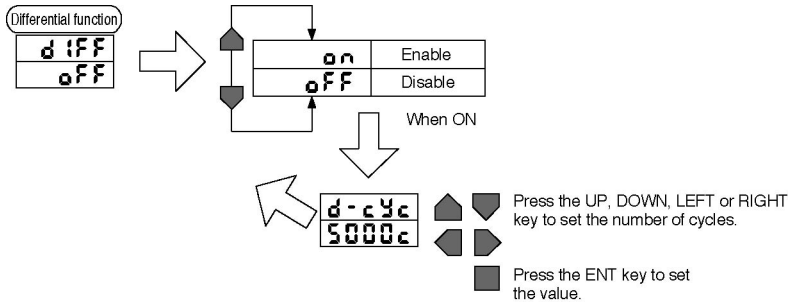 Differential function
d1FF
oFF
on Enable
oFF Disable
When ON
d-cYc
5000c
Press the UP, DOWN, LEFT or RIGHT
key to set the number of cycles.
Press the ENT key to set
the value.